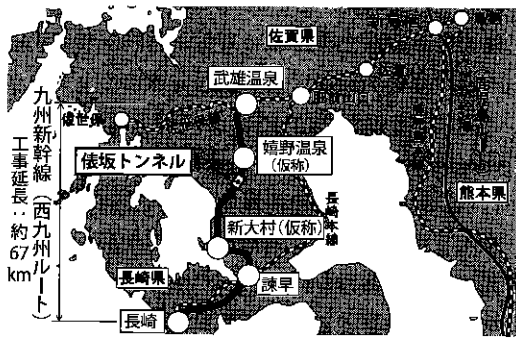 佐賀県
武雄温泉
佐世保
嬉野温泉
(仮称)
俵坂トンネル
熊本県
長崎本線
新大村(仮称)
長崎県
諫早
長崎
九州新幹線(西九州ルート)
工事延長:約67km